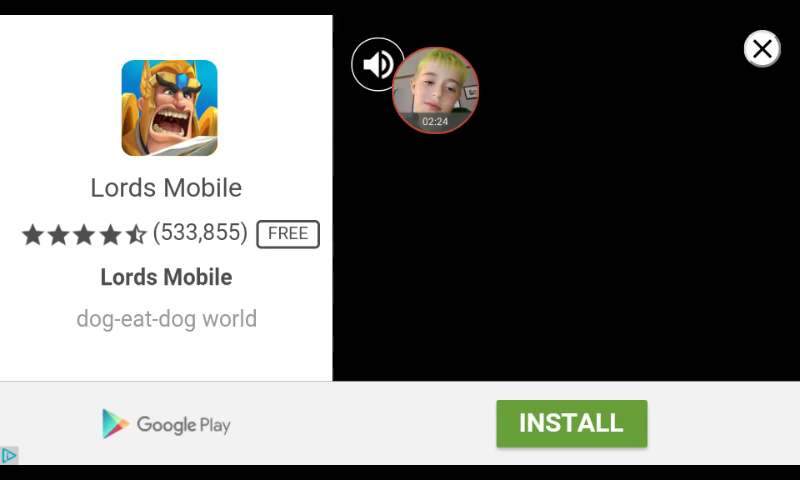 02:24
Lords Mobile
(533,855) FREE
Lords Mobile
dog-eat-dog world
Google Play
INSTALL